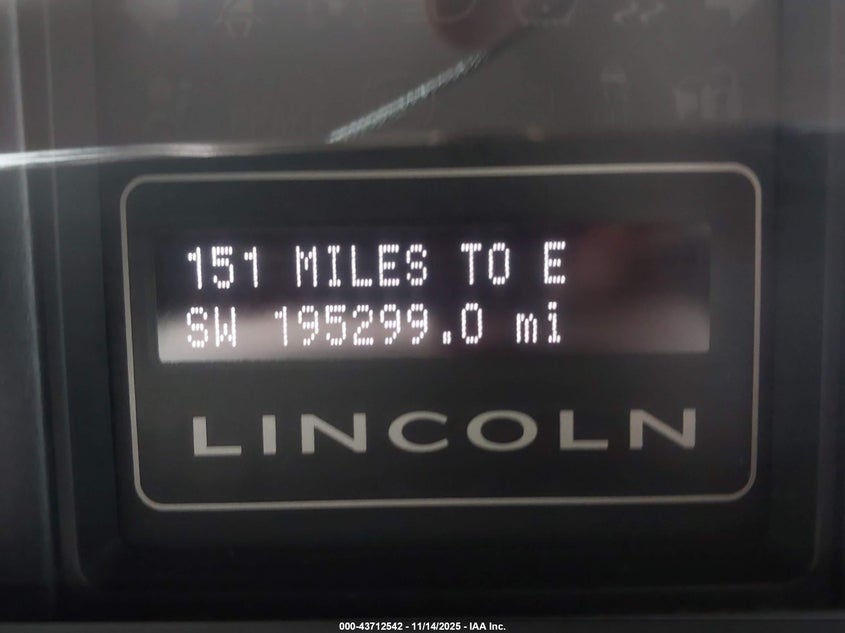 151 MILES TO E
SW 195299.0 mi
LINCOLN
000-43712542 - 11/14/2025 - IAA Inc.